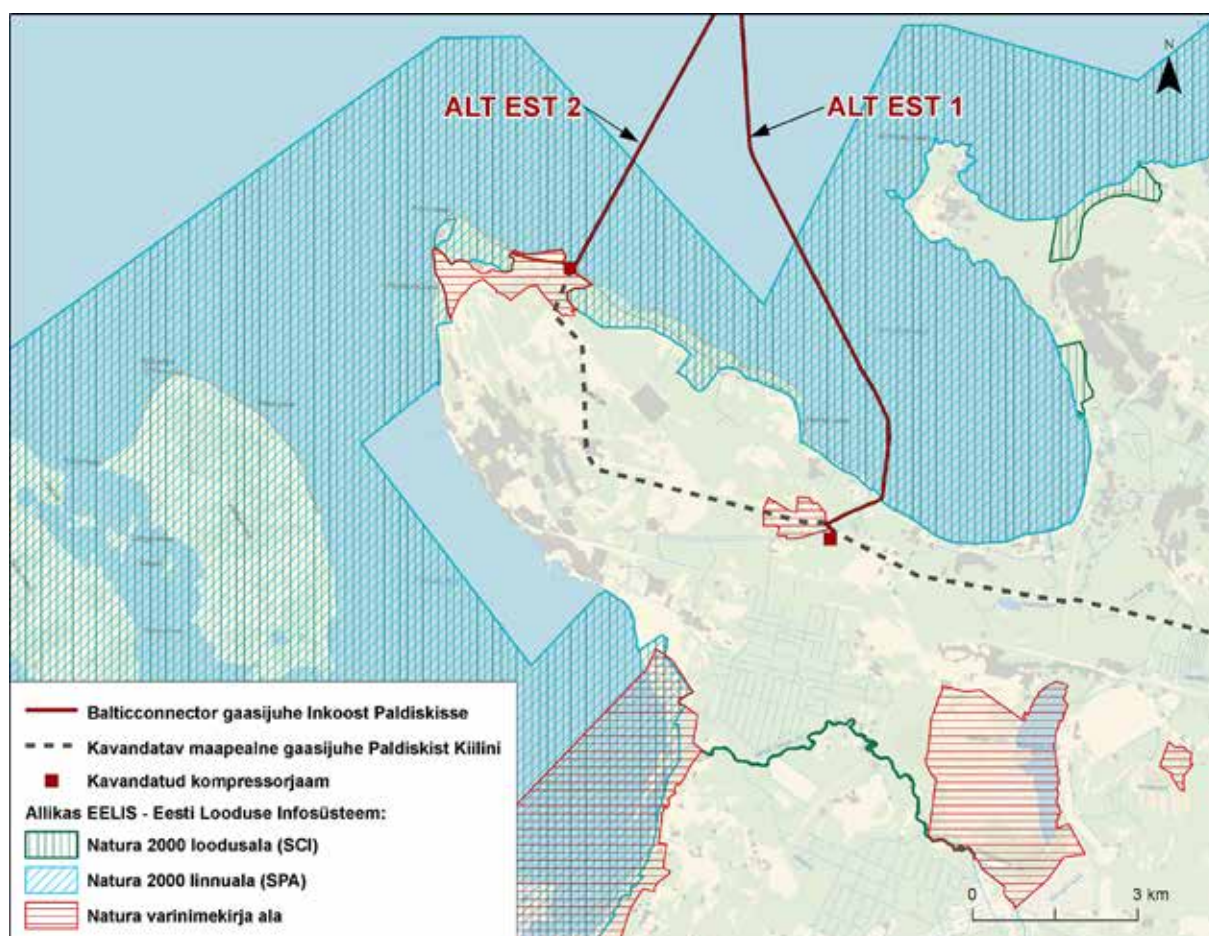 N
ALT EST 2
ALT EST 1
Balticconnector gaasijuhe Inkoost Paldiskisse
Kavandatav maapealne gaasijuhe Paldiskist Kiilini
Kavandatud kompressorjaam
Allikas EELIS - Eesti Looduse Infosüsteem:
Natura 2000 loodusala (SCI)
Natura 2000 linnuala (SPA)
Natura varinimekirja ala
0 3 km